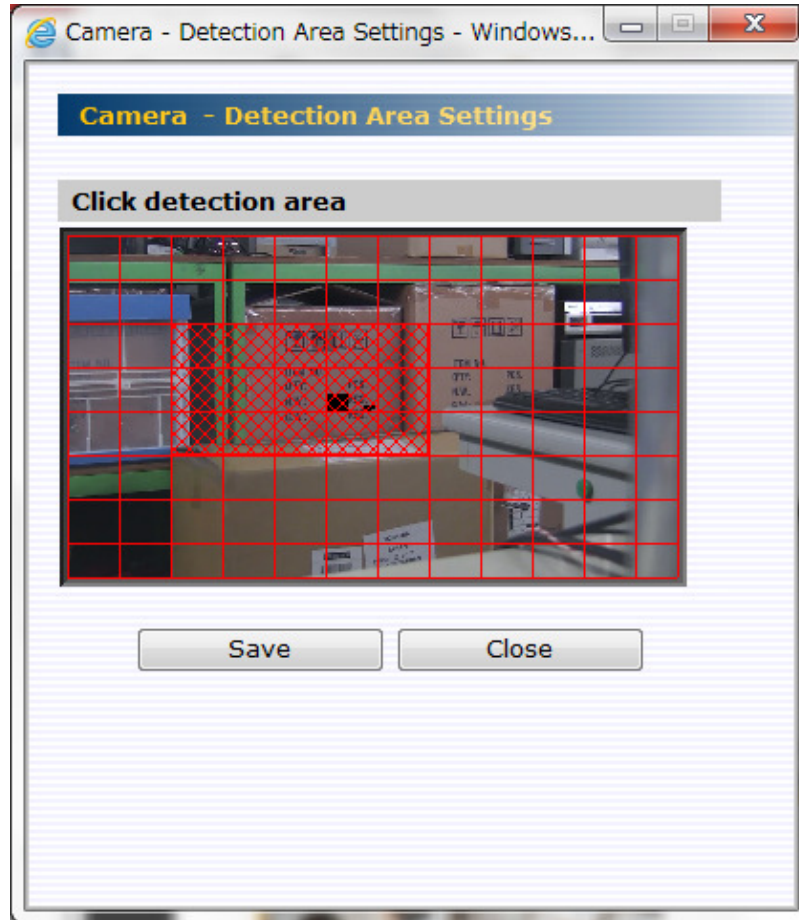 Camera - Detection Area Settings - Windows...
Camera - Detection Area Settings
Click detection area
Save
Close